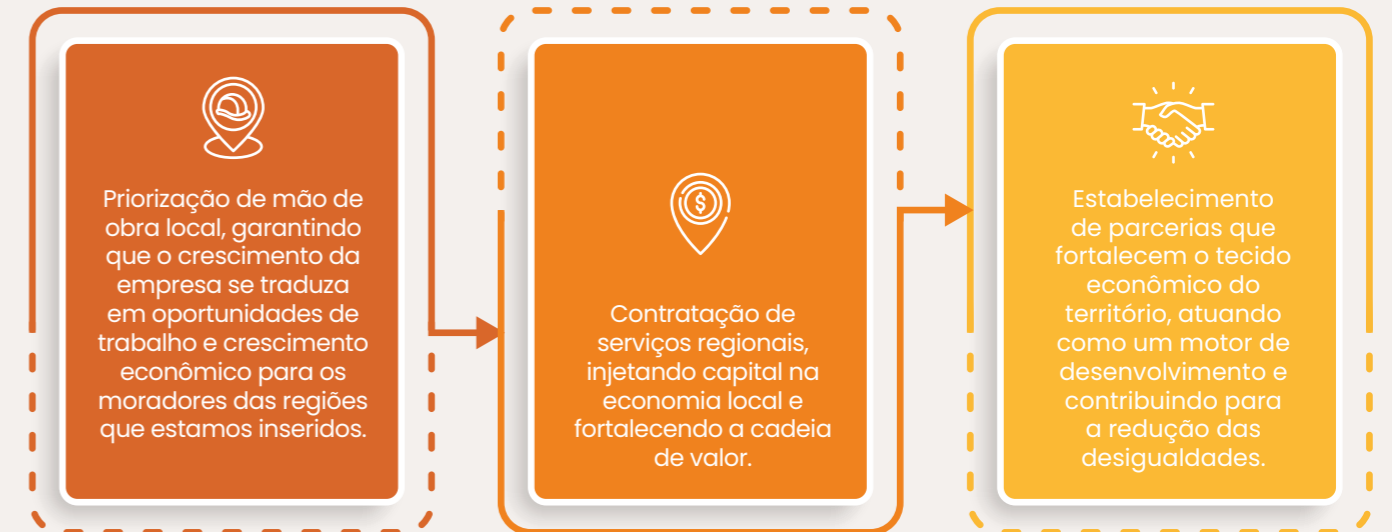 Priorização de mão de
obra local, garantindo
que o crescimento da
empresa se traduza
em oportunidades de
trabalho e crescimento
econômico para os
moradores das regiões
que estamos inseridos.
$
Contratação de
serviços regionais,
injetando capital na
economia local e
fortalecendo a cadeia
de valor.
Estabelecimento
de parcerias que
fortalecem o tecido
econômico do
território, atuando
como um motor de
desenvolvimento e
contribuindo para
a redução das
desigualdades.